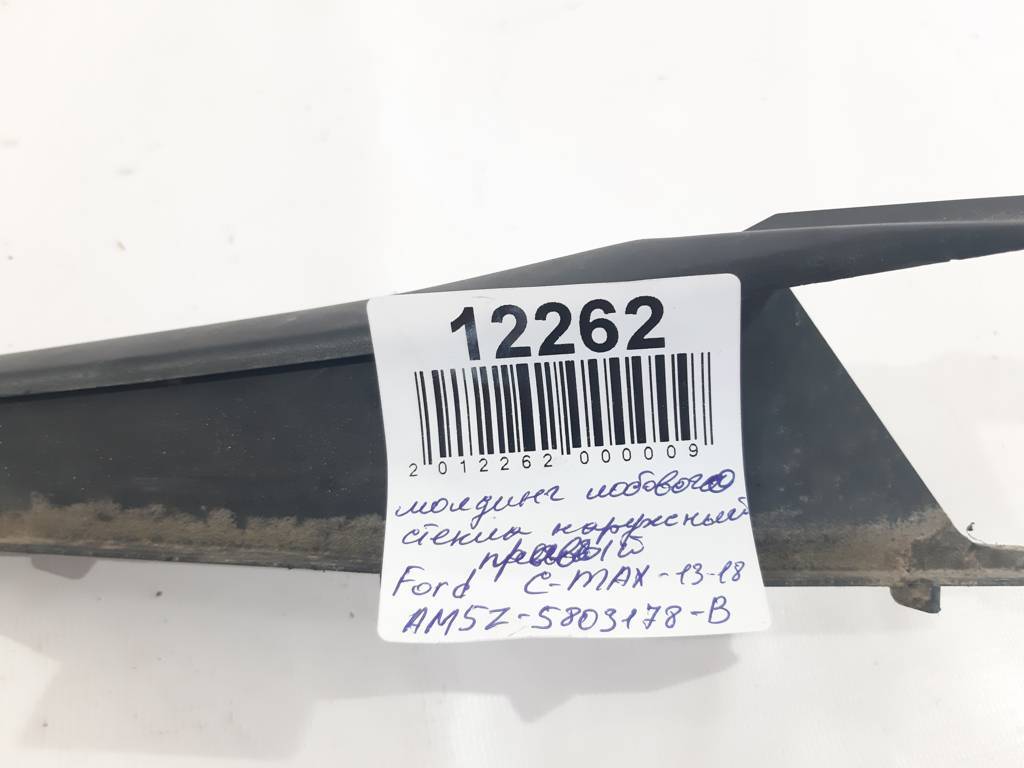 12262
2 012262 000009
молдинг лобового
стекла наружный
правый
Ford C-MAX-13-18
AM5Z-5803178-B